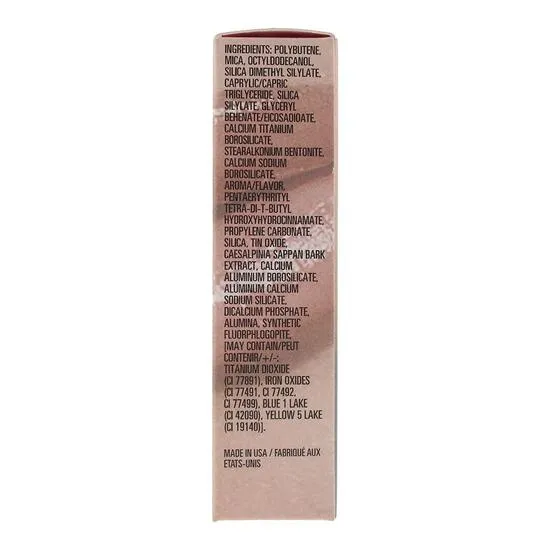 INGREDIENTS: POLYBUTENE,
MICA, OCTYLDODECANOL,
SILICA DIMETHYL SILYLATE,
CAPRYLIC/CAPRIC
TRIGLYCERIDE, SILICA
SILYLATE, GLYCERYL
BEHENATE/EICOSADIOATE,
CALCIUM TITANIUM
BOROSILICATE,
STEARALKONIUM BENTONITE,
CALCIUM SODIUM
BOROSILICATE,
AROMA/FLAVOR,
PENTAERYTHRITYL
TETRA-DI-T-BUTYL
HYDROXYHYDROCINNAMATE,
PROPYLENE CARBONATE,
SILICA, TIN OXIDE,
CAESALPINIA SAPPAN BARK
EXTRACT, CALCIUM
ALUMINUM BOROSILICATE,
ALUMINUM CALCIUM
SODIUM SILICATE,
DICALCIUM PHOSPHATE,
ALUMINA, SYNTHETIC
FLUORPHLOGOPITE,
[MAY CONTAIN/PEUT
CONTENIR/+/-:
TITANIUM DIOXIDE
(CI 77891), IRON OXIDES
(CI 77491, CI 77492,
CI 77499), BLUE 1 LAKE
(CI 42090), YELLOW 5 LAKE
(CI 19140)].
MADE IN USA / FABRIQUÉ AUX
ETATS-UNIS